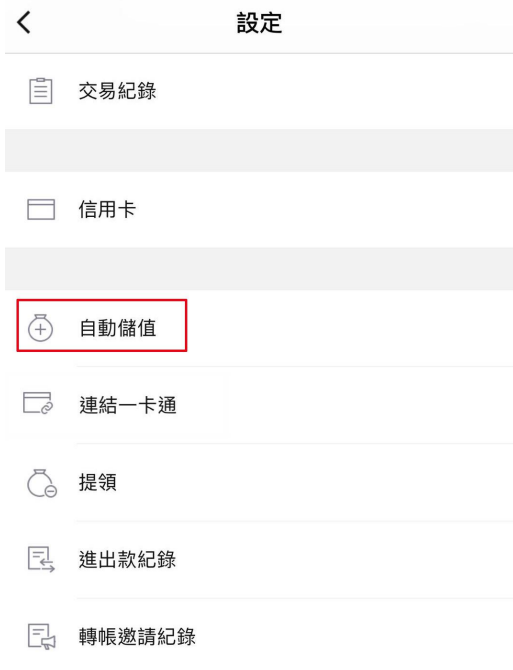 設定
交易紀錄
信用卡
自動儲值
連結一卡通
提領
進出款紀錄
轉帳邀請紀錄